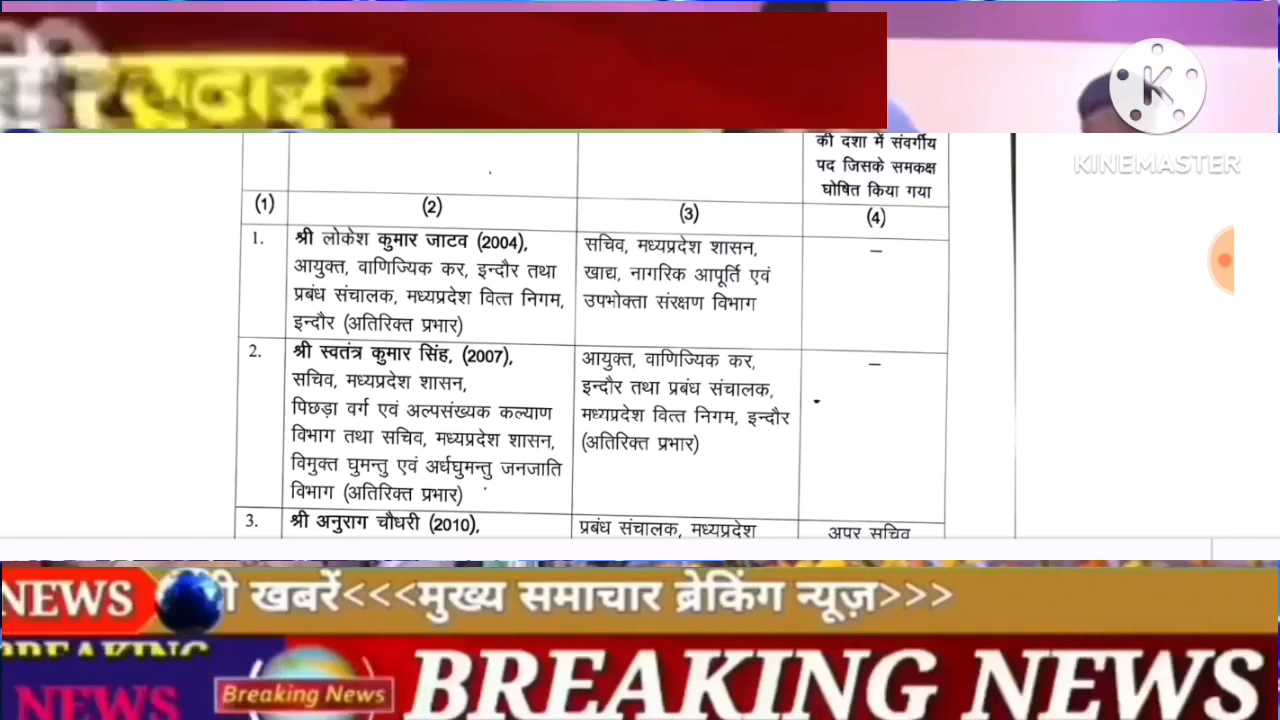 KINEMASTER
की दशा में संवर्गीय
पद जिसके समकक्ष
घोषित किया गया
(1) (2) (3) (4)
1. श्री लोकेश कुमार जाटव (2004), सचिव, मध्यप्रदेश शासन, –
आयुक्त, वाणिज्यिक कर, इन्दौर तथा खाद्य, नागरिक आपूर्ति एवं
प्रबंध संचालक, मध्यप्रदेश वित्त निगम, उपभोक्ता संरक्षण विभाग
इन्दौर (अतिरिक्त प्रभार)
2. श्री स्वतंत्र कुमार सिंह, (2007), आयुक्त, वाणिज्यिक कर, –
सचिव, मध्यप्रदेश शासन, इन्दौर तथा प्रबंध संचालक,
पिछड़ा वर्ग एवं अल्पसंख्यक कल्याण मध्यप्रदेश वित्त निगम, इन्दौर
विभाग तथा सचिव, मध्यप्रदेश शासन, (अतिरिक्त प्रभार)
विमुक्त घुमन्तु एवं अर्धघुमन्तु जनजाति
विभाग (अतिरिक्त प्रभार)
3. श्री अनुराग चौधरी (2010), प्रबंध संचालक, मध्यप्रदेश अपर सचिव
NEWS खबरें<<<मुख्य समाचार ब्रेकिंग न्यूज़>>>
BREAKING
NEWS Breaking News BREAKING NEWS